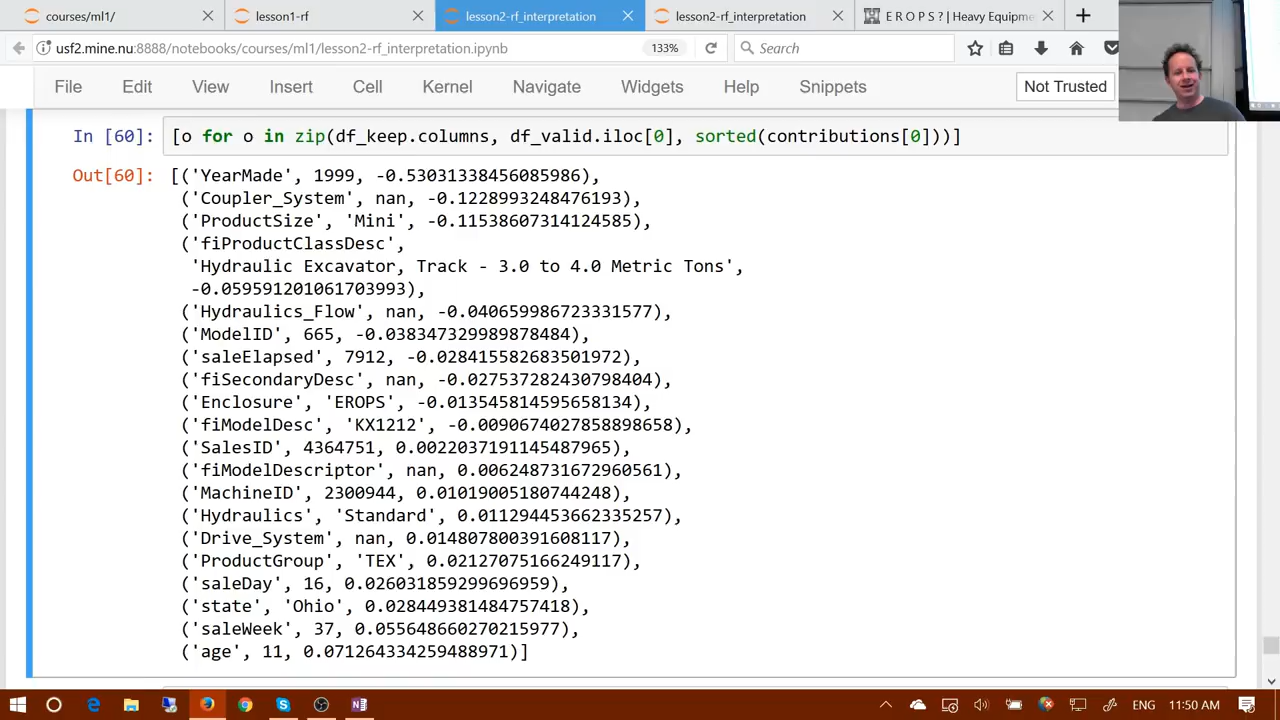 courses/ml1/
lesson1-rf
lesson2-rf_interpretation
lesson2-rf_interpretation
E R O P S ? | Heavy Equipme
usf2.mine.nu:8888/notebooks/courses/ml1/lesson2-rf_interpretation.ipynb
133%
Search
File Edit View Insert Cell Kernel Navigate Widgets Help Snippets
Not Trusted
In [60]: [o for o in zip(df_keep.columns, df_valid.iloc[0], sorted(contributions[0]))]
Out[60]: [('YearMade', 1999, -0.53031338456085986),
('Coupler_System', nan, -0.1228993248476193),
('ProductSize', 'Mini', -0.11538607314124585),
('fiProductClassDesc',
'Hydraulic Excavator, Track - 3.0 to 4.0 Metric Tons',
-0.059591201061703993),
('Hydraulics_Flow', nan, -0.040659986723331577),
('ModelID', 665, -0.038347329989878484),
('saleElapsed', 7912, -0.028415582683501972),
('fiSecondaryDesc', nan, -0.027537282430798404),
('Enclosure', 'EROPS', -0.013545814595658134),
('fiModelDesc', 'KX1212', -0.0090674027858898658),
('SalesID', 4364751, 0.0022037191145487965),
('fiModelDescriptor', nan, 0.0062487316729605​61),
('MachineID', 2300944, 0.01019005180744248),
('Hydraulics', 'Standard', 0.011294453662335257),
('Drive_System', nan, 0.014807800391608117),
('ProductGroup', 'TEX', 0.021270751662​49117),
('saleDay', 16, 0.026031859299696959),
('state', 'Ohio', 0.028449381484757418),
('saleWeek', 37, 0.055648660270215977),
('age', 11, 0.071264334259488971)]
ENG
11:50 AM